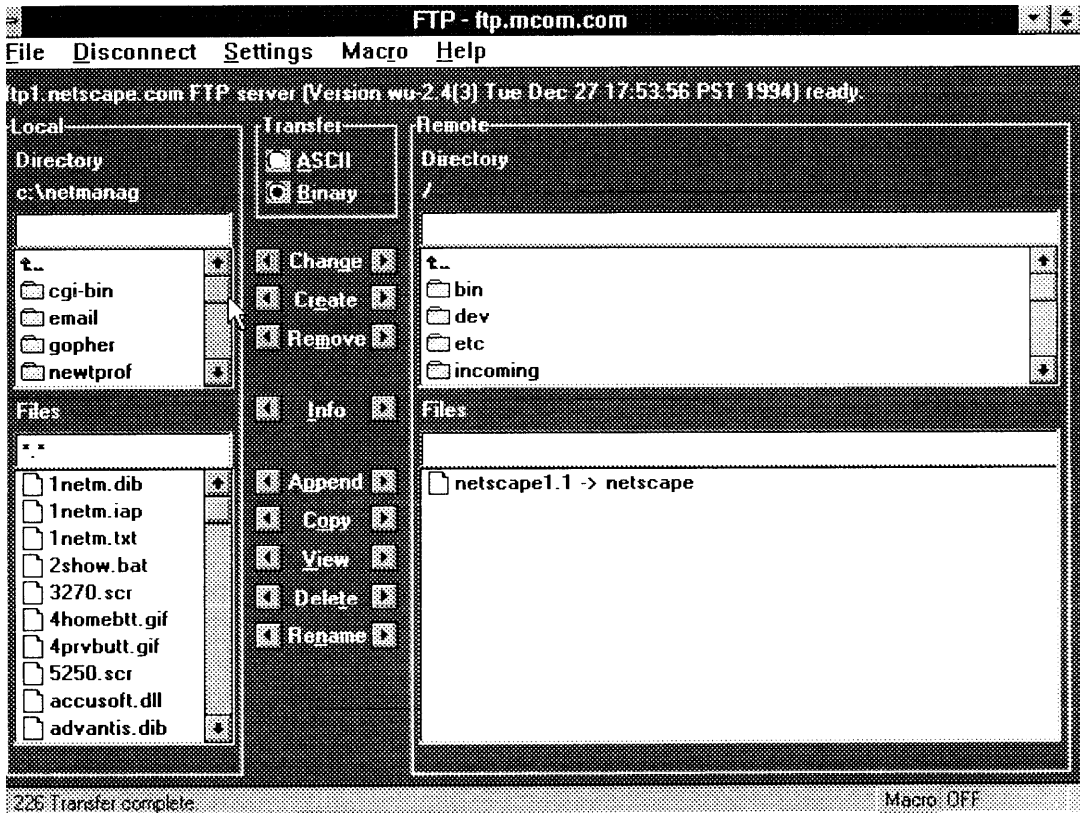 FTP - ftp.mcom.com
File Disconnect Settings Macro Help
ftp1.netscape.com FTP server (Version wu-2.4(3) Tue Dec 27 17:53:56 PST 1994) ready.
Local
Directory
c:\netmanag
..
cgi-bin
email
gopher
newtprof
Files
*.*
1netm.dib
1netm.iap
1netm.txt
2show.bat
3270.scr
4homebtt.gif
4prvbutt.gif
5250.scr
accusoft.dll
advantis.dib
Transfer
ASCII
Binary
Change
Create
Remove
Info
Append
Copy
View
Delete
Rename
Remote
Directory
/
..
bin
dev
etc
incoming
Files
netscape1.1 -> netscape
226 Transfer complete.
Macro: OFF